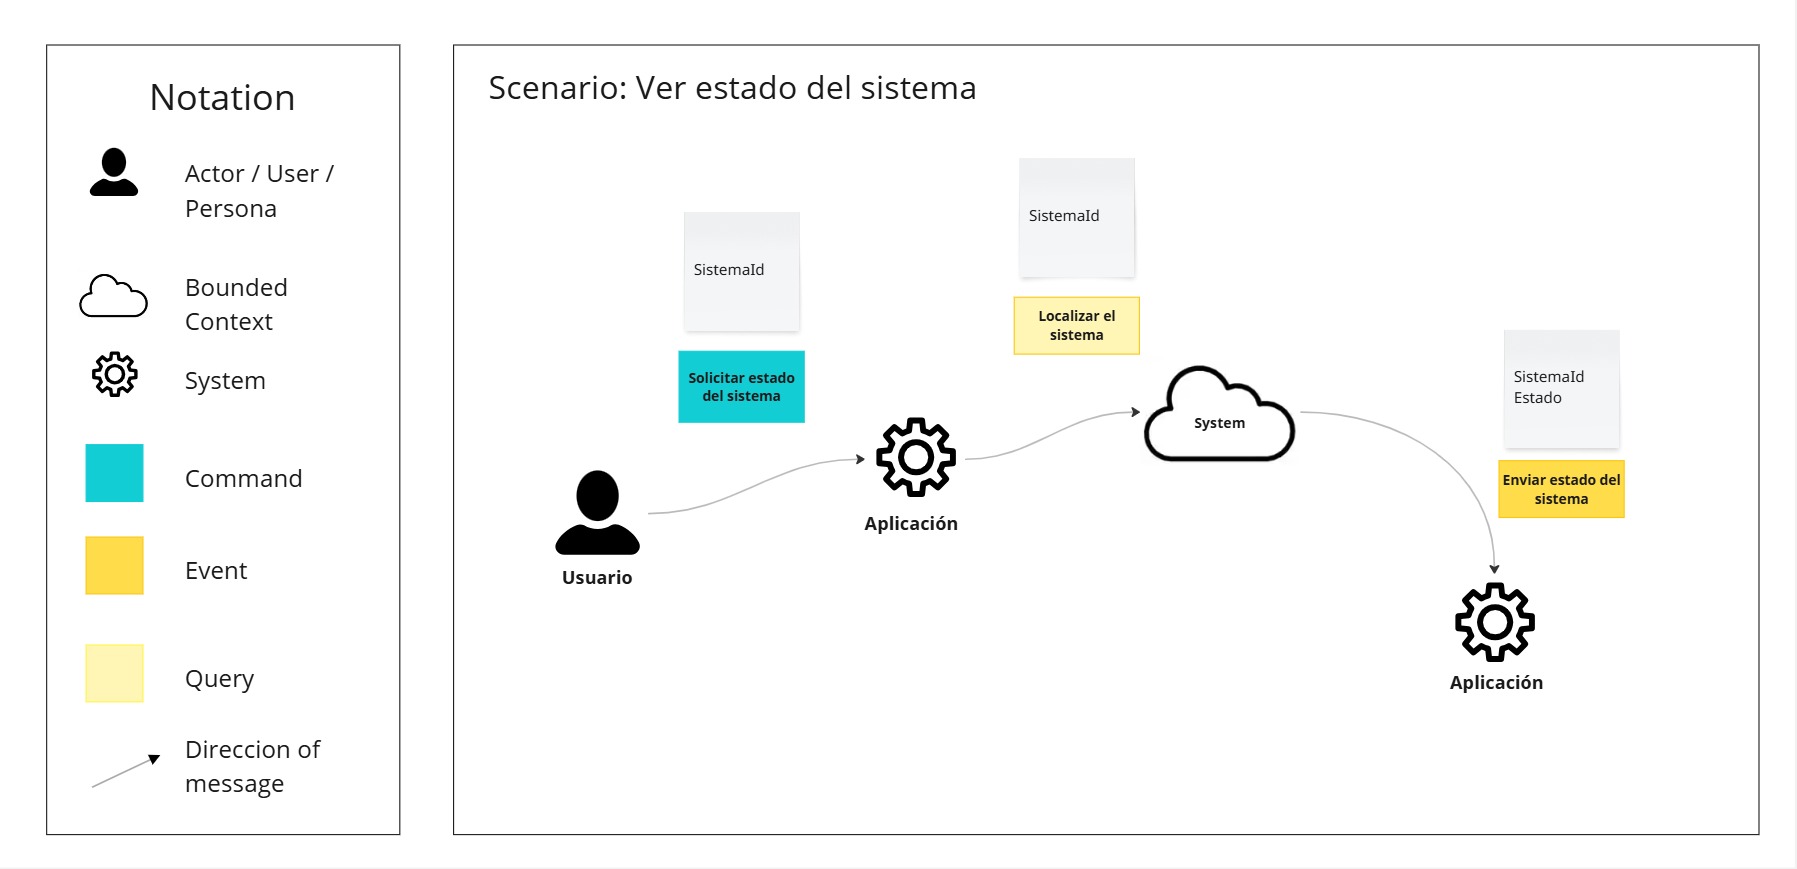 Notation
Actor / User /
Persona
Bounded
Context
System
Command
Event
Query
Direccion of
message
Scenario: Ver estado del sistema
SistemaId
Solicitar estado
del sistema
Usuario
Aplicación
SistemaId
Localizar el
sistema
System
SistemaId
Estado
Enviar estado del
sistema
Aplicación